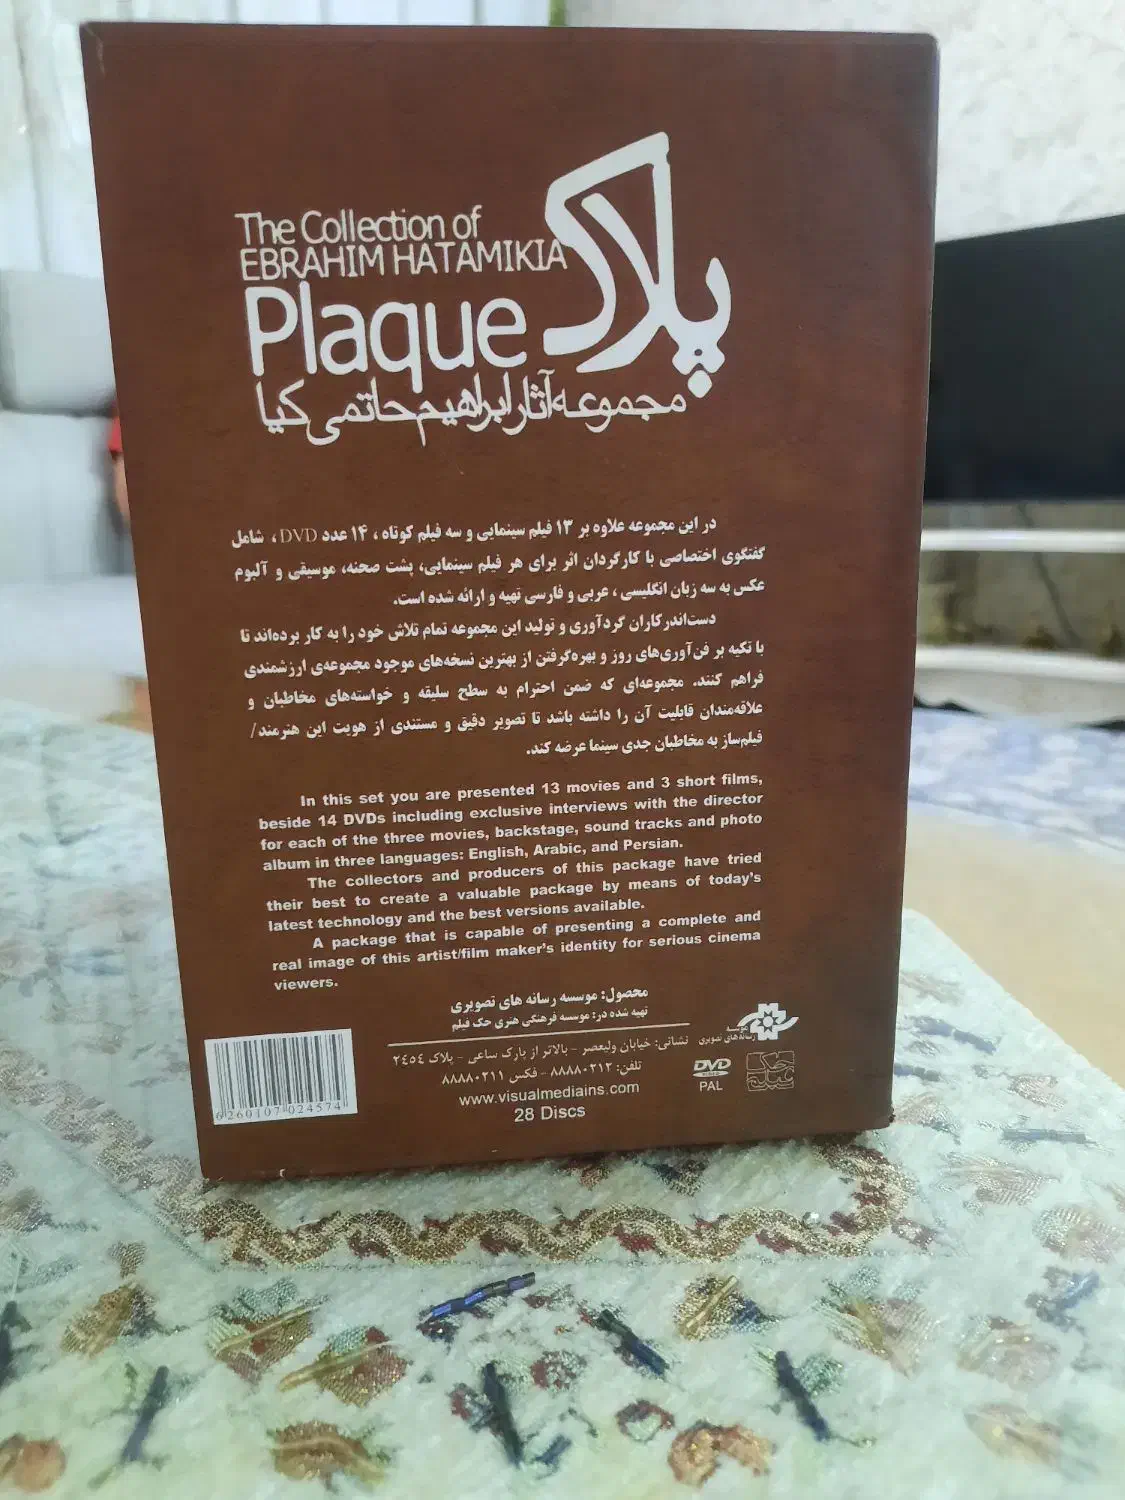 The Collection of
EBRAHIM HATAMIKIA
Plaque
پلاک
مجموعه آثار ابراهیم حاتمی کیا
در این مجموعه علاوه بر ۱۳ فیلم سینمایی و سه فیلم کوتاه ، ۱۴ عدد DVD ، شامل
گفتگوی اختصاصی با کارگردان اثر برای هر فیلم سینمایی، پشت صحنه، موسیقی و آلبوم
عکس به سه زبان انگلیسی ، عربی و فارسی تهیه و ارائه شده است.
دست‌اندرکاران گردآوری و تولید این مجموعه تمام تلاش خود را به کار برده‌اند تا
با تکیه بر فن‌آوری‌های روز و بهره‌گرفتن از بهترین نسخه‌های موجود مجموعه‌ی ارزشمندی
فراهم کنند. مجموعه‌ای که ضمن احترام به سطح سلیقه و خواسته‌های مخاطبان و
علاقه‌مندان قابلیت آن را داشته باشد تا تصویر دقیق و مستندی از هویت این هنرمند/
فیلم‌ساز به مخاطبان جدی سینما عرضه کند.
In this set you are presented 13 movies and 3 short films,
beside 14 DVDs including exclusive interviews with the director
for each of the three movies, backstage, sound tracks and photo
album in three languages: English, Arabic, and Persian.
The collectors and producers of this package have tried
their best to create a valuable package by means of today's
latest technology and the best versions available.
A package that is capable of presenting a complete and
real image of this artist/film maker's identity for serious cinema
viewers.
محصول: موسسه رسانه های تصویری
تهیه شده در: موسسه فرهنگی هنری حک فیلم
نشانی: خیابان ولیعصر - بالاتر از پارک ساعی - پلاک ۲۴۵۴
تلفن: ۸۸۸۸۰۲۱۲ - فکس ۸۸۸۸۰۲۱۱
www.visualmediains.com
28 Discs
موسسه
رسانه‌های تصویری
DVD
VIDEO
PAL
حک
فیلم
6260107024574